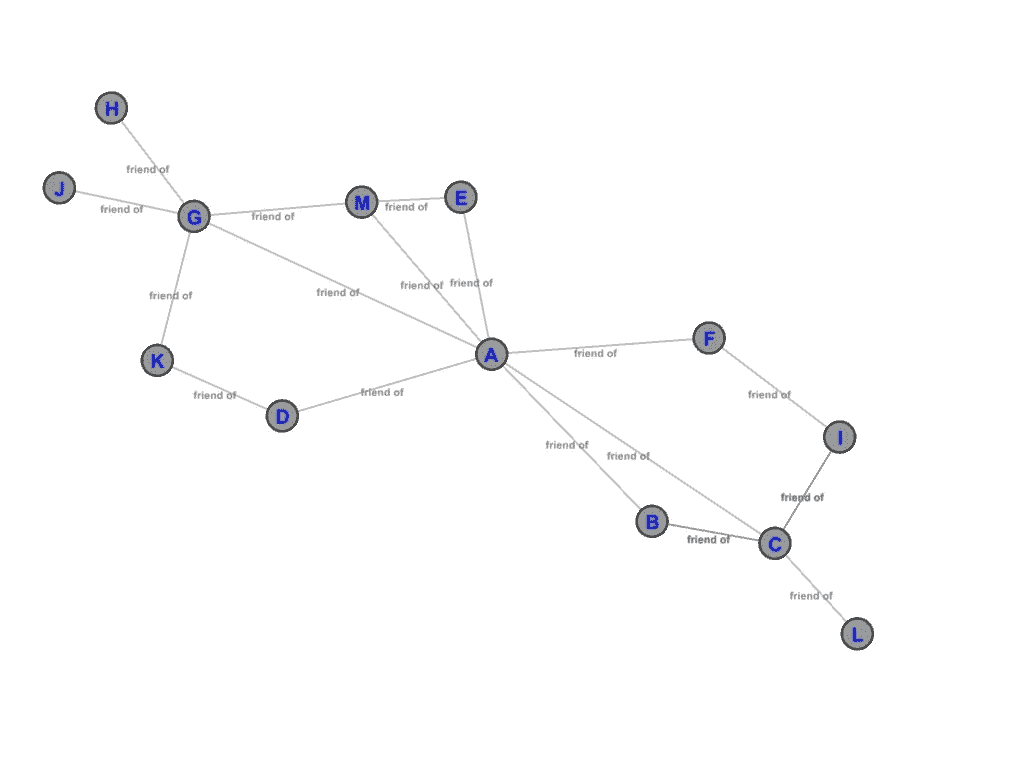 H
friend of
J
friend of
G
friend of
M
friend of
E
friend of
friend of
friend of
friend of
K
A
F
friend of
friend of
friend of
friend of
D
I
friend of
friend of
friend of
B
friend of
C
friend of
L